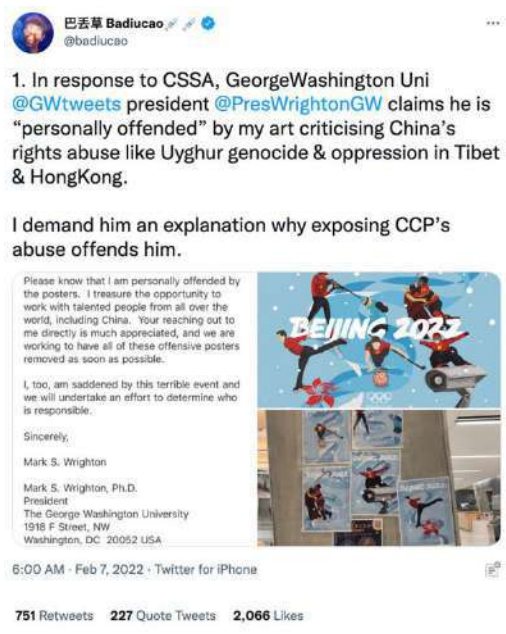 巴丢草 Badiucao
@badiucao
1. In response to CSSA, GeorgeWashington Uni
@GWtweets president @PresWrightonGW claims he is
“personally offended” by my art criticising China’s
rights abuse like Uyghur genocide & oppression in Tibet
& HongKong.
I demand him an explanation why exposing CCP’s
abuse offends him.
Please know that I am personally offended by
the posters. I treasure the opportunity to
work with talented people from all over the
world, including China. Your reaching out to
me directly is much appreciated, and we are
working to have all of these offensive posters
removed as soon as possible.
I, too, am saddened by this terrible event and
we will undertake an effort to determine who
is responsible.
Sincerely,
Mark S. Wrighton
Mark S. Wrighton, Ph.D.
President
The George Washington University
1918 F Street, NW
Washington, DC 20052 USA
BEIJING 2022
6:00 AM · Feb 7, 2022 · Twitter for iPhone
751 Retweets 227 Quote Tweets 2,066 Likes